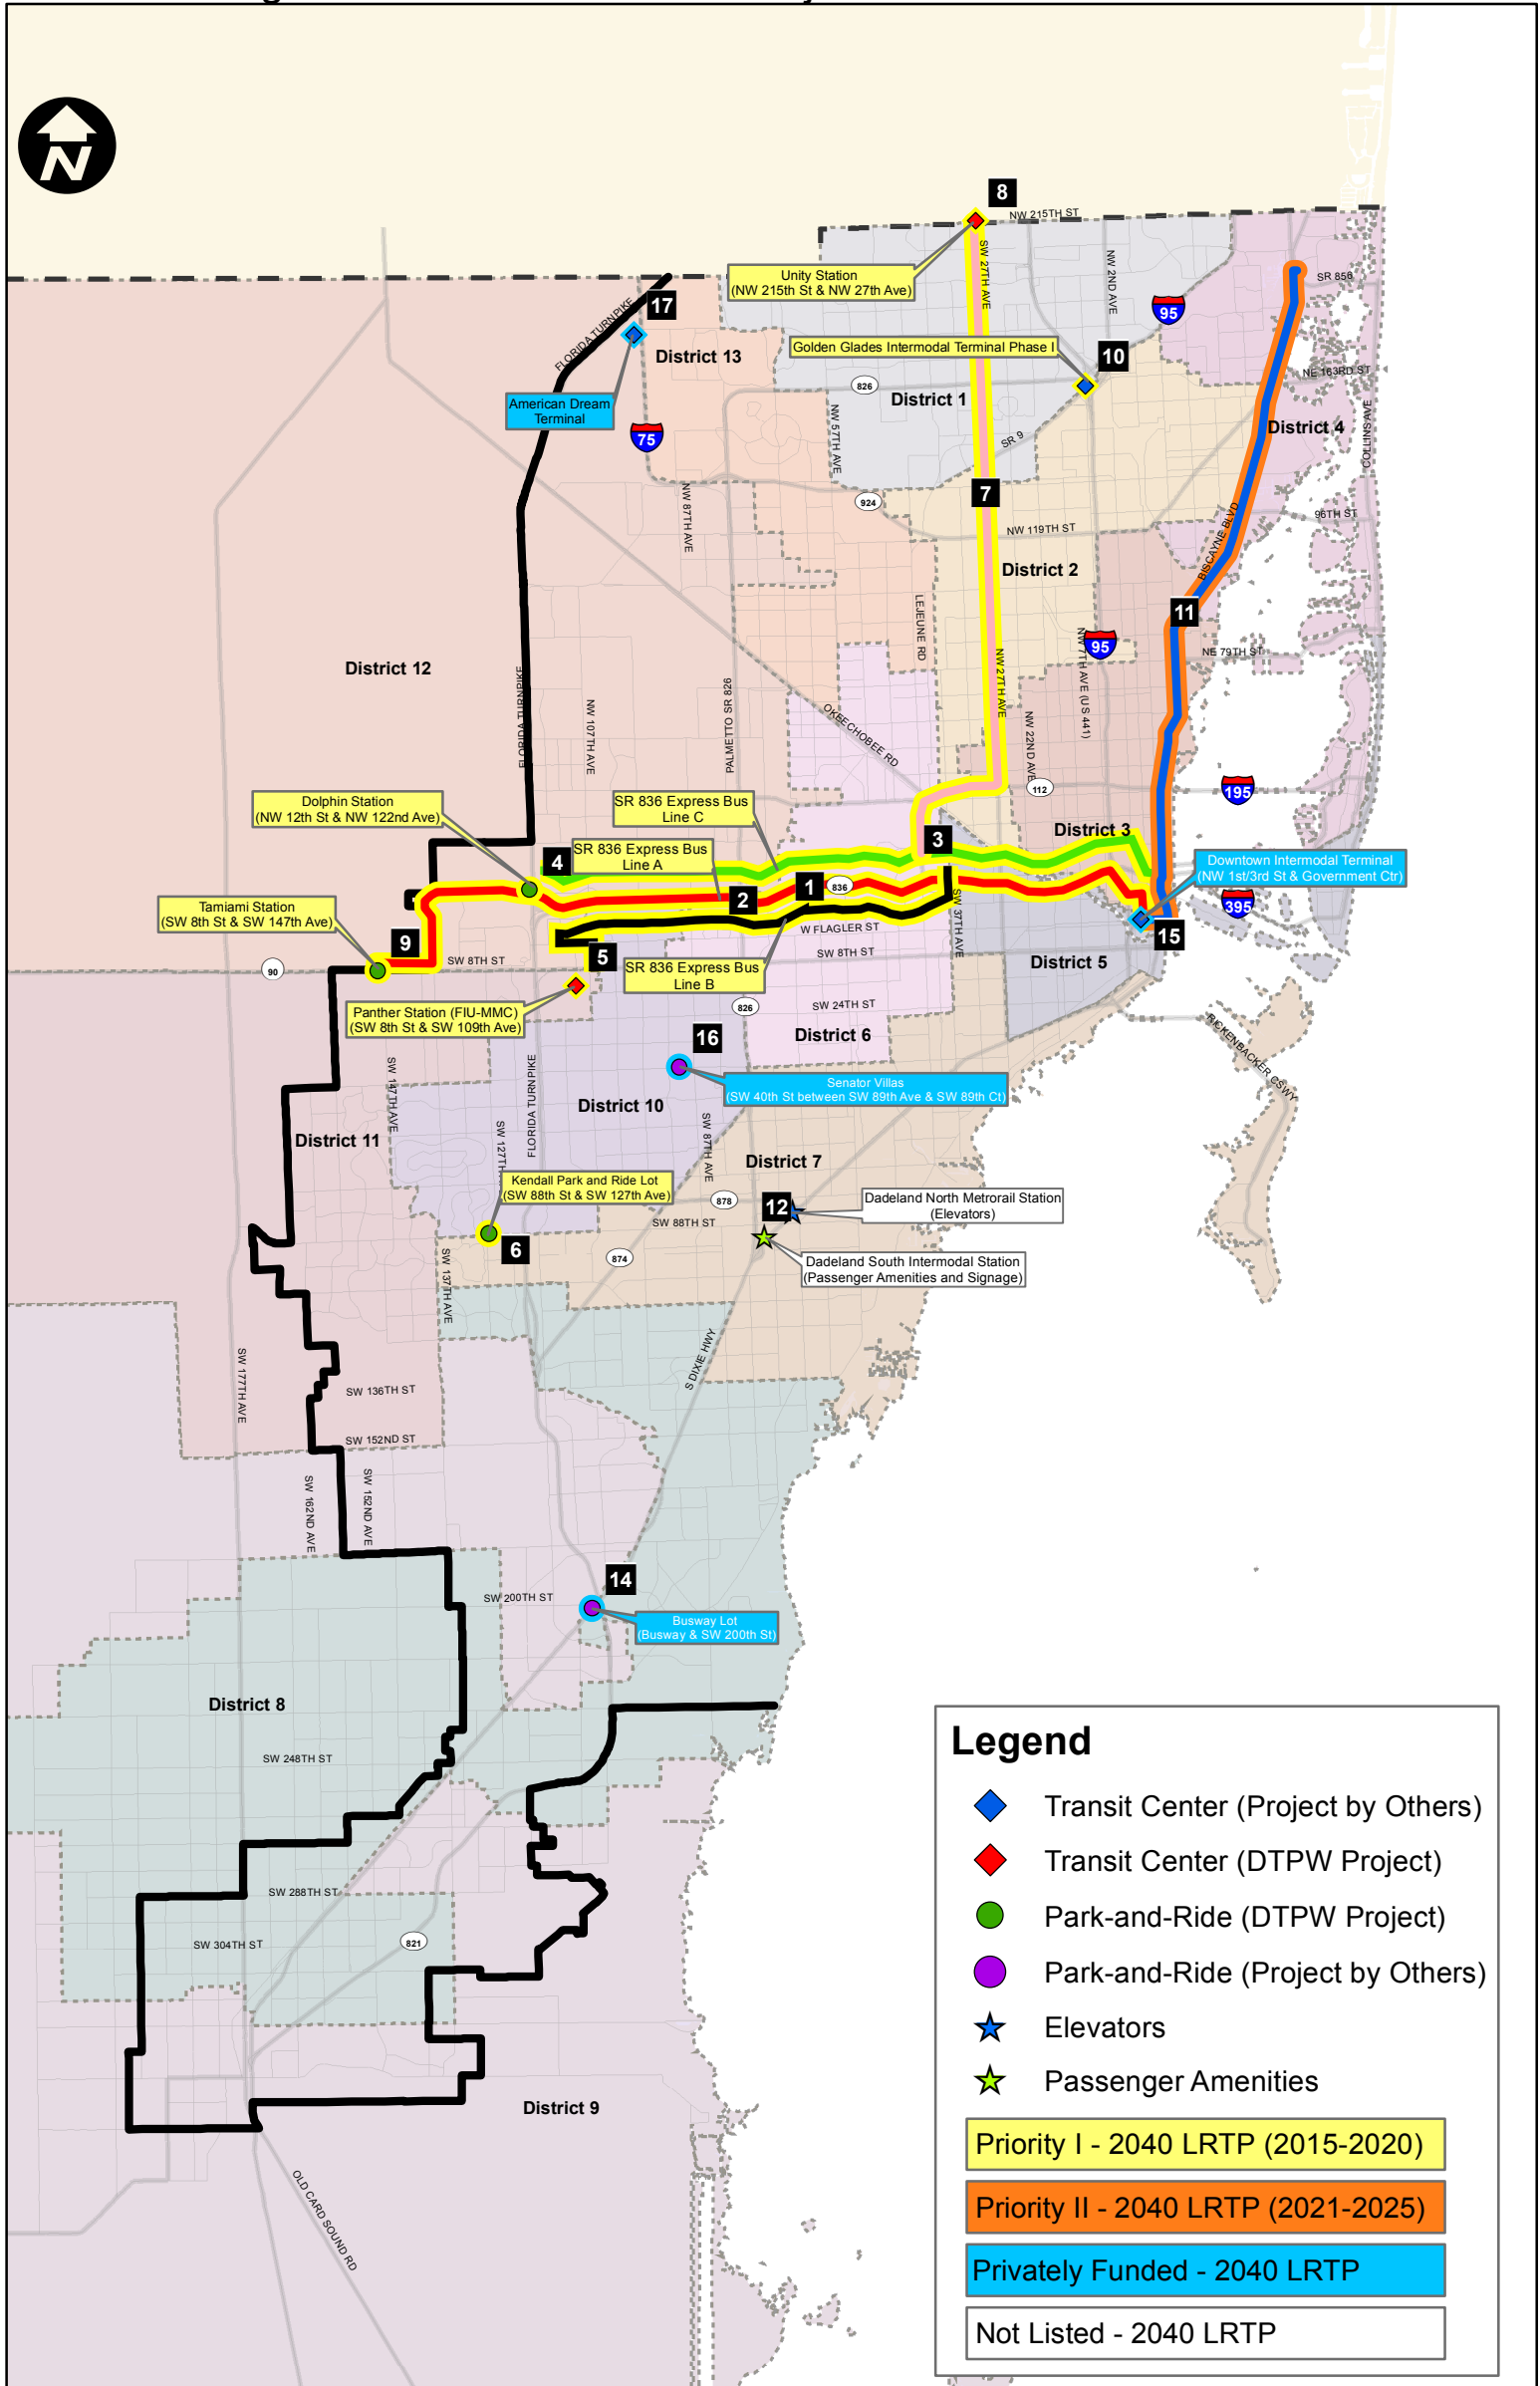 N
8
NW 215TH ST
Unity Station
(NW 215th St & NW 27th Ave)
SW 27TH AVE
NW 2ND AVE
SR 856
95
17
FLORIDA TURNPIKE
District 13
Golden Glades Intermodal Terminal Phase I
10
NE 163RD ST
American Dream
Terminal
826
District 1
NW 57TH AVE
SR 9
District 4
COLLINS AVE
75
NW 87TH AVE
924
7
96TH ST
NW 119TH ST
BISCAYNE BLVD
District 2
LEJEUNE RD
11
NW 7TH AVE (US 441)
95
NE 79TH ST
District 12
FLORIDA TURNPIKE
NW 107TH AVE
PALMETTO SR 826
OKEECHOBEE RD
NW 27TH AVE
NW 22ND AVE
112
195
Dolphin Station
(NW 12th St & NW 122nd Ave)
SR 836 Express Bus
Line C
District 3
3
SR 836 Express Bus
Line A
4
Downtown Intermodal Terminal
(NW 1st/3rd St & Government Ctr)
1
836
2
395
Tamiami Station
(SW 8th St & SW 147th Ave)
9
W FLAGLER ST
SW 37TH AVE
15
90
SW 8TH ST
5
SW 8TH ST
SR 836 Express Bus
Line B
District 5
Panther Station (FIU-MMC)
(SW 8th St & SW 109th Ave)
826
SW 24TH ST
16
District 6
RICKENBACKER CSWY
SW 147TH AVE
FLORIDA TURNPIKE
Senator Villas
(SW 40th St between SW 89th Ave & SW 89th Ct)
District 10
District 11
SW 127TH
SW 87TH AVE
District 7
Kendall Park and Ride Lot
(SW 88th St & SW 127th Ave)
878
12
Dadeland North Metrorail Station
(Elevators)
SW 88TH ST
6
874
SW 137TH AVE
Dadeland South Intermodal Station
(Passenger Amenities and Signage)
SW 177TH AVE
S DIXIE HWY
SW 136TH ST
SW 152ND ST
SW 162ND AVE
SW 152ND AVE
14
SW 200TH ST
Busway Lot
(Busway & SW 200th St)
District 8
SW 248TH ST
SW 288TH ST
SW 304TH ST
821
District 9
OLD CARD SOUND RD
Legend
Transit Center (Project by Others)
Transit Center (DTPW Project)
Park-and-Ride (DTPW Project)
Park-and-Ride (Project by Others)
Elevators
Passenger Amenities
Priority I - 2040 LRTP (2015-2020)
Priority II - 2040 LRTP (2021-2025)
Privately Funded - 2040 LRTP
Not Listed - 2040 LRTP